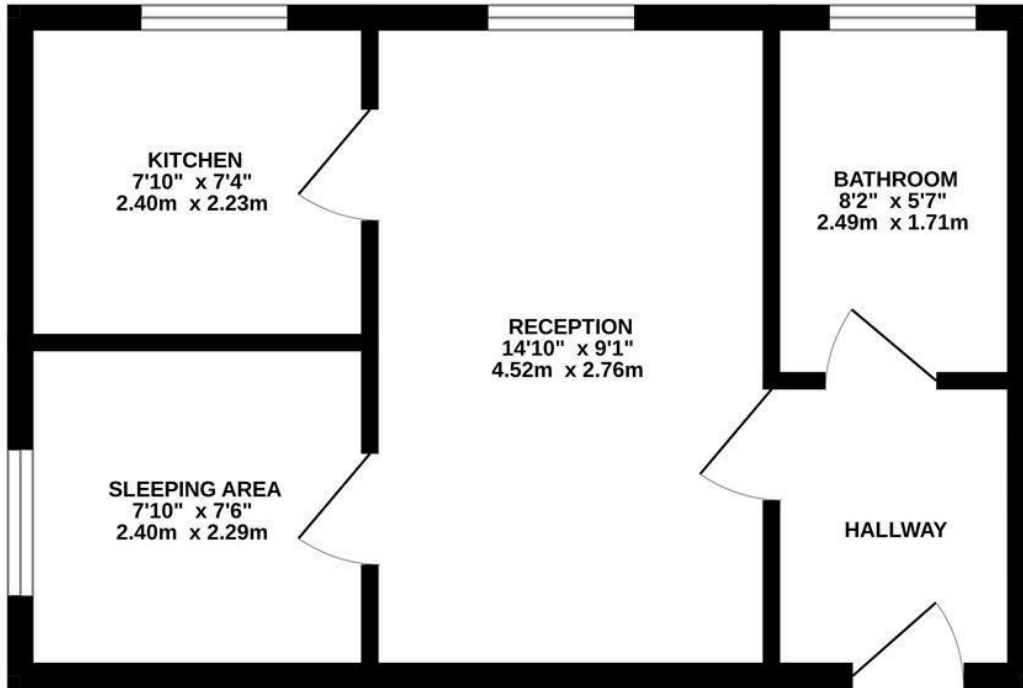 KITCHEN
7'10" x 7'4"
2.40m x 2.23m
BATHROOM
8'2" x 5'7"
2.49m x 1.71m
RECEPTION
14'10" x 9'1"
4.52m x 2.76m
SLEEPING AREA
7'10" x 7'6"
2.40m x 2.29m
HALLWAY